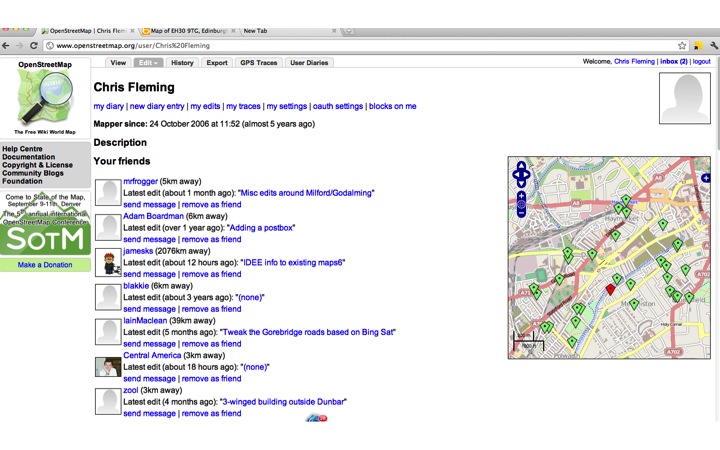 OpenStreetMap | Chris Flem
Map of EH30 9TG, Edinburg
New Tab
www.openstreetmap.org/user/Chris%20Fleming
OpenStreetMap
The Free Wiki World Map
Help Centre
Documentation
Copyright & License
Community Blogs
Foundation
Come to State of the Map,
September 9-11th, Denver
The 5th annual international
OpenStreetMap Conference
SOTM
Make a Donation
View
Edit
History
Export
GPS Traces
User Diaries
Welcome, Chris Fleming | inbox (2) | logout
Chris Fleming
my diary | new diary entry | my edits | my traces | my settings | oauth settings | blocks on me
Mapper since: 24 October 2006 at 11:52 (almost 5 years ago)
Description
Your friends
mrfrogger (5km away)
Latest edit (about 1 month ago): "Misc edits around Milford/Godalming"
send message | remove as friend
Adam Boardman (6km away)
Latest edit (over 1 year ago): "Adding a postbox"
send message | remove as friend
jamesks (2076km away)
Latest edit (about 12 hours ago): "IDEE info to existing maps6"
send message | remove as friend
blakkie (6km away)
Latest edit (about 3 years ago): "(none)"
send message | remove as friend
IainMaclean (39km away)
Latest edit (5 months ago): "Tweak the Gorebridge roads based on Bing Sat"
send message | remove as friend
Central America (3km away)
Latest edit (about 18 hours ago): "(none)"
send message | remove as friend
zool (3km away)
Latest edit (4 months ago): "3-winged building outside Dunbar"
send message | remove as friend
A8
A8
Haymarket
A702
Polwarth
Holy Corner
A702